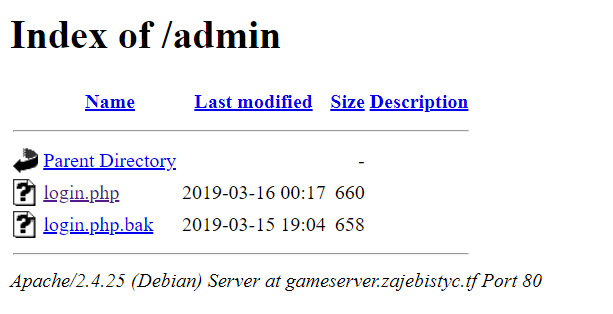 Index of /admin
Name Last modified Size Description
Parent Directory -
login.php 2019-03-16 00:17 660
login.php.bak 2019-03-15 19:04 658
Apache/2.4.25 (Debian) Server at gameserver.zajebistyc.tf Port 80